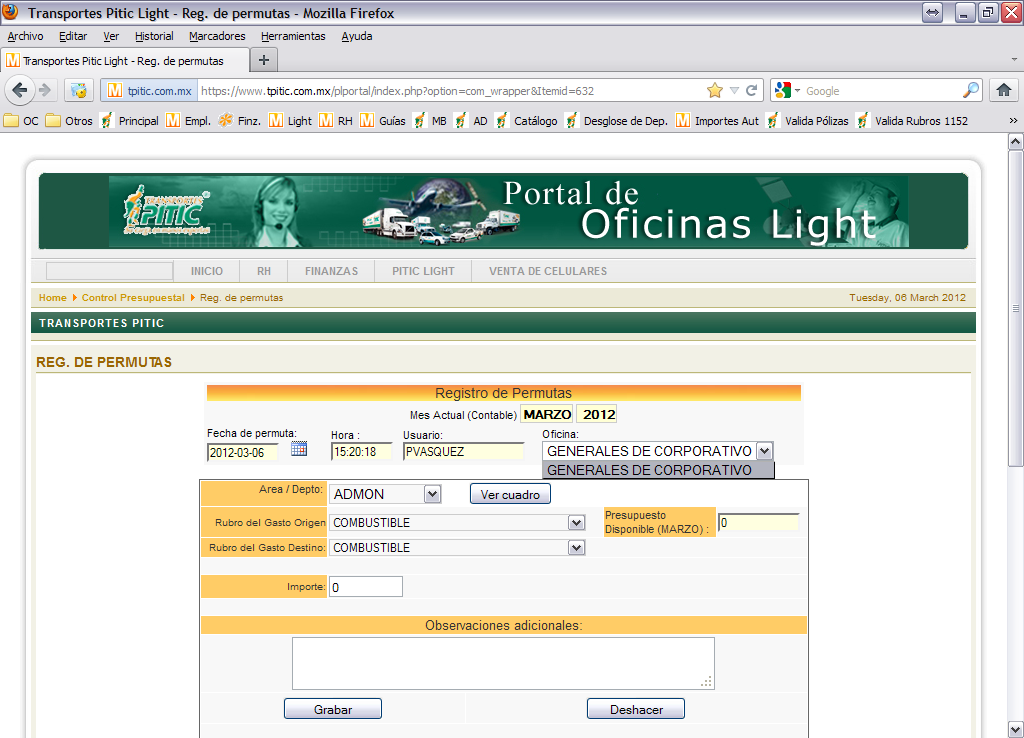 Transportes Pitic Light - Reg. de permutas - Mozilla Firefox
Archivo Editar Ver Historial Marcadores Herramientas Ayuda
Transportes Pitic Light - Reg. de permutas
tpitic.com.mx https://www.tpitic.com.mx/plportal/index.php?option=com_wrapper&Itemid=632 Google
OC Otros Principal Empl. Finz. Light RH Guías MB AD Catálogo Desglose de Dep. Importes Aut Valida Pólizas Valida Rubros 1152 »
TRANSPORTES
PITIC
Portal de
Oficinas Light
INICIO RH FINANZAS PITIC LIGHT VENTA DE CELULARES
Home Control Presupuestal Reg. de permutas Tuesday, 06 March 2012
TRANSPORTES PITIC
REG. DE PERMUTAS
Registro de Permutas
Mes Actual (Contable) MARZO 2012
Fecha de permuta: Hora : Usuario: Oficina:
2012-03-06 15:20:18 PVASQUEZ GENERALES DE CORPORATIVO
GENERALES DE CORPORATIVO
Area / Depto: ADMON Ver cuadro
Rubro del Gasto Origen COMBUSTIBLE Presupuesto Disponible (MARZO) : 0
Rubro del Gasto Destino: COMBUSTIBLE
Importe: 0
Observaciones adicionales:
Grabar Deshacer